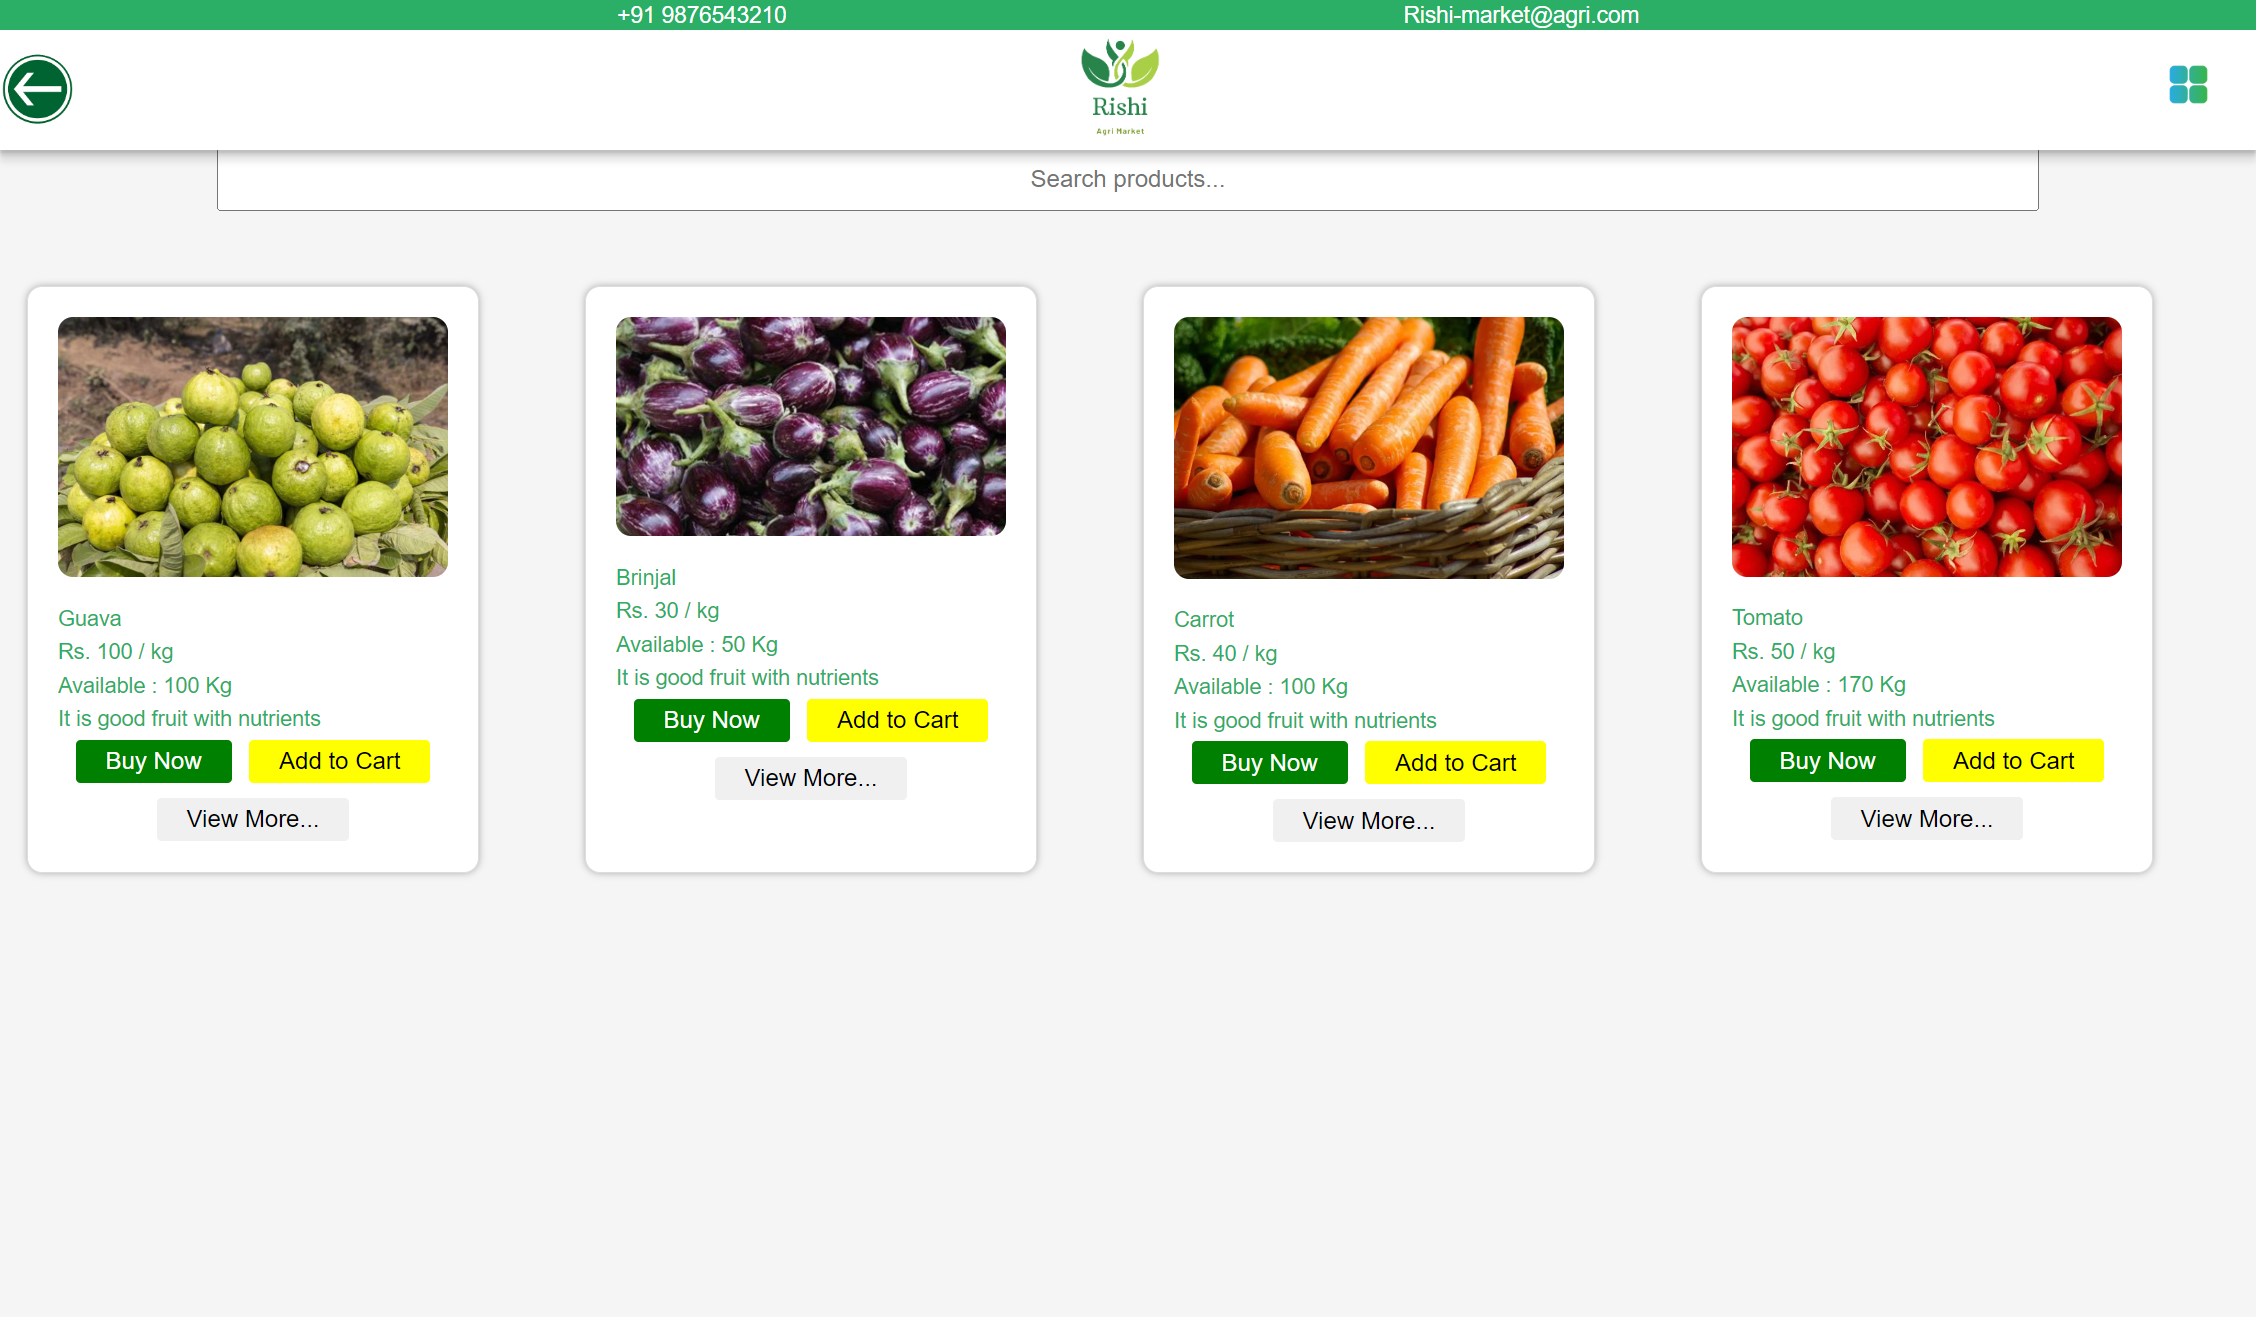 +91 9876543210
Rishi-market@agri.com
Rishi
Agri Market
Search products...
Guava
Rs. 100 / kg
Available : 100 Kg
It is good fruit with nutrients
Buy Now
Add to Cart
View More...
Brinjal
Rs. 30 / kg
Available : 50 Kg
It is good fruit with nutrients
Buy Now
Add to Cart
View More...
Carrot
Rs. 40 / kg
Available : 100 Kg
It is good fruit with nutrients
Buy Now
Add to Cart
View More...
Tomato
Rs. 50 / kg
Available : 170 Kg
It is good fruit with nutrients
Buy Now
Add to Cart
View More...